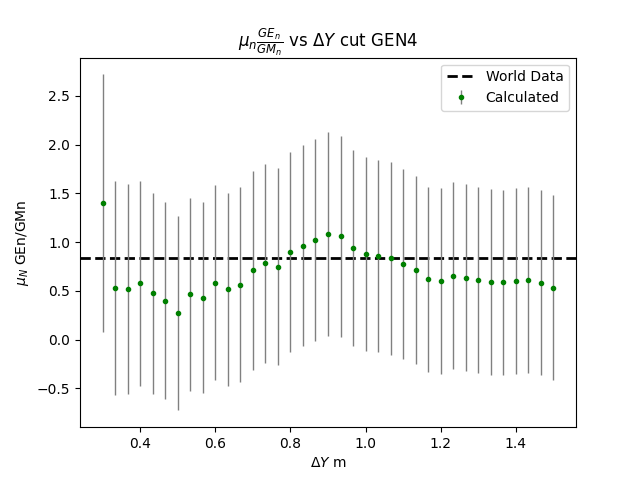 μₙ GEₙ/GMₙ vs ΔY cut GEN4
World Data
Calculated
2.5
2.0
1.5
1.0
0.5
0.0
−0.5
μ_N GEn/GMn
0.4
0.6
0.8
1.0
1.2
1.4
ΔY m